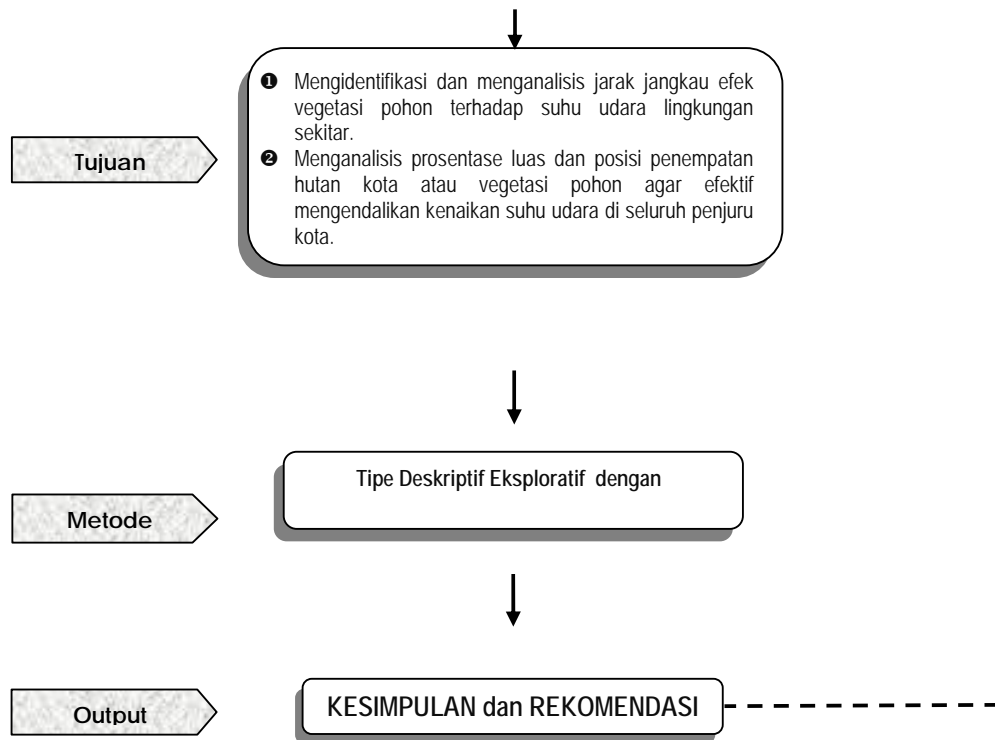 ❶ Mengidentifikasi dan menganalisis jarak jangkau efek
vegetasi pohon terhadap suhu udara lingkungan
sekitar.
Tujuan
❷ Menganalisis prosentase luas dan posisi penempatan
hutan kota atau vegetasi pohon agar efektif
mengendalikan kenaikan suhu udara di seluruh penjuru
kota.
Tipe Deskriptif Eksploratif dengan
Metode
KESIMPULAN dan REKOMENDASI
Output